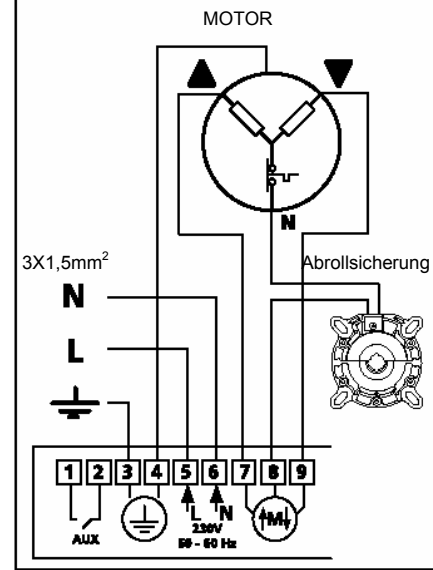 MOTOR
N
3X1,5mm²
Abrollsicherung
N
L
1 2 3 4 5 6 7 8 9
AUX
L N
230V
50 - 60 Hz
M